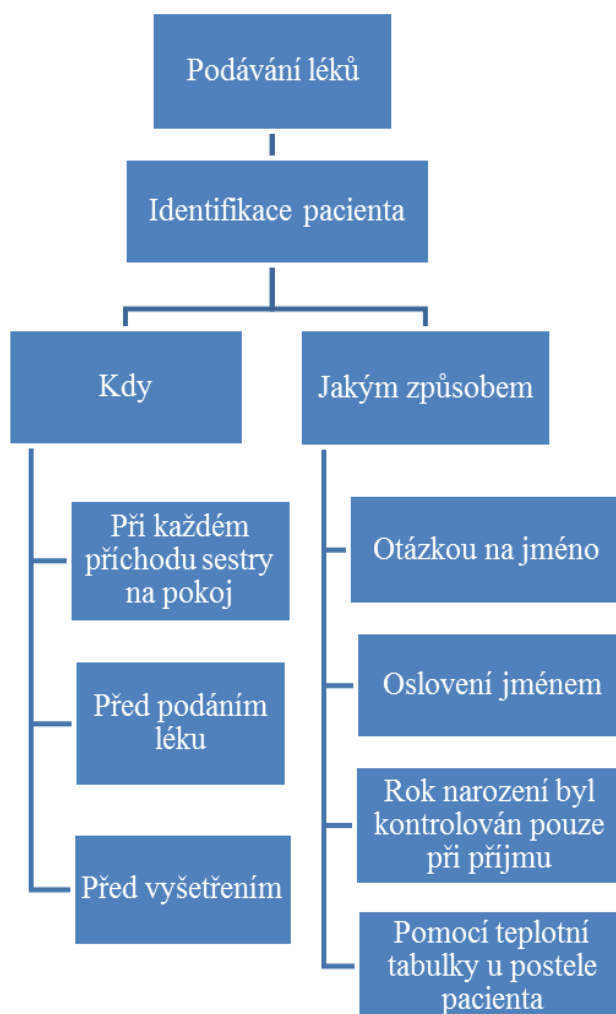 Podávání léků
Identifikace pacienta
Kdy
Při každém
příchodu sestry
na pokoj
Před podáním
léku
Před vyšetřením
Jakým způsobem
Otázkou na jméno
Oslovení jménem
Rok narození byl
kontrolován pouze
při příjmu
Pomocí teplotní
tabulky u postele
pacienta